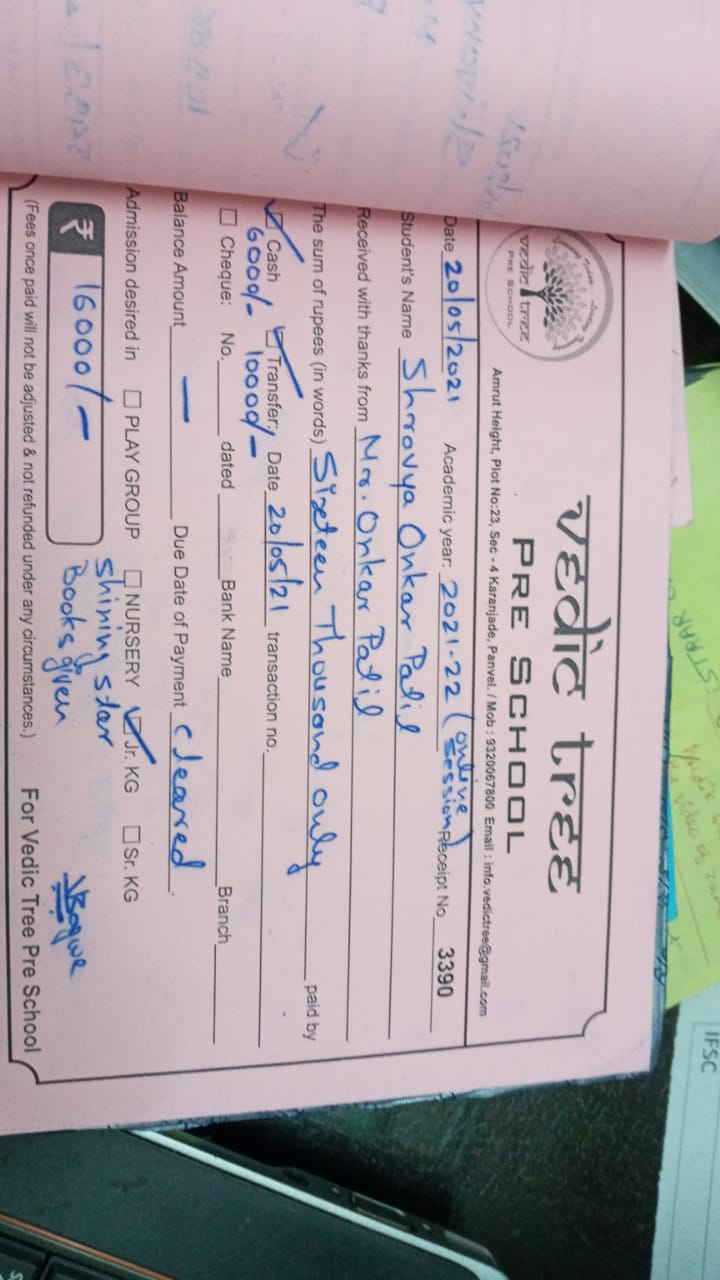 vedic tree
PRE SCHOOL
vedic tree
PRE SCHOOL
Amrut Height, Plot No:23, Sec - 4 Karanjade, Panvel. / Mob : 9320067800 Email : info.vedictree@gmail.com
Date 20/05/2021 Academic year: 2021-22 (online session) Receipt No 3390
Student's Name Shravya Onkar Patil
Received with thanks from Mr. Onkar Patil
The sum of rupees (in words) Sixteen Thousand only paid by
Cash Transfer; Date 20/05/21 transaction no.
6000/- 10000/-
Cheque: No. dated Bank Name Branch
Balance Amount — Due Date of Payment cleared
Admission desired in PLAY GROUP NURSERY Jr. KG Sr. KG
₹ 16000/- Shining star
Books given
(Fees once paid will not be adjusted & not refunded under any circumstances.) For Vedic Tree Pre School
IFSC